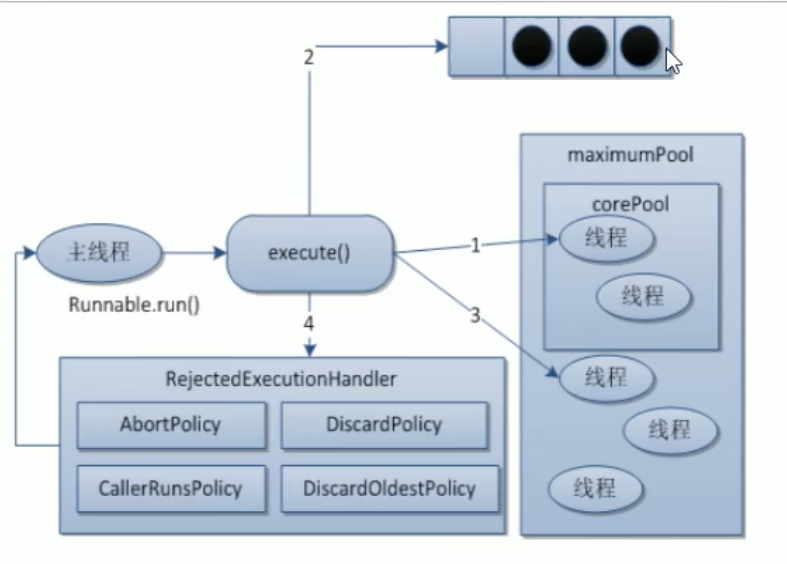 2
maximumPool
corePool
线程
线程
主线程
execute()
1
Runnable.run()
4
3
线程
线程
线程
RejectedExecutionHandler
AbortPolicy
DiscardPolicy
CallerRunsPolicy
DiscardOldestPolicy